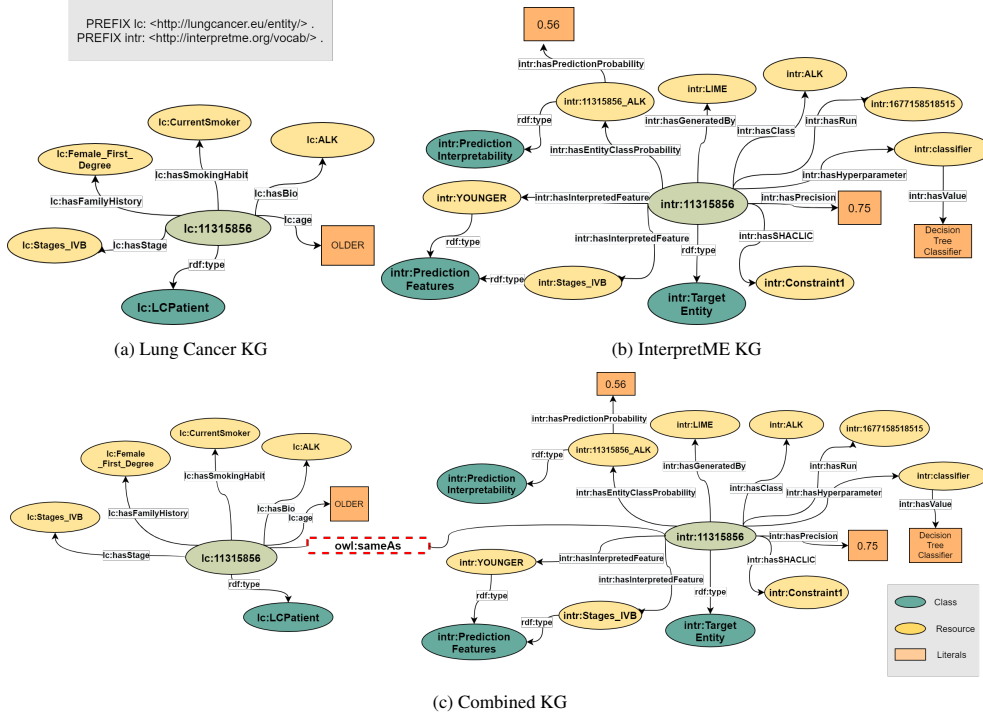 PREFIX lc: <http://lungcancer.eu/entity/> .
PREFIX intr: <http://interpretme.org/vocab/> .
lc:CurrentSmoker
lc:ALK
lc:Female_First_
Degree
lc:hasSmokingHabit
lc:hasBio
lc:hasFamilyHistory
lc:age
lc:11315856
lc:Stages_IVB
lc:hasStage
OLDER
rdf:type
lc:LCPatient
(a) Lung Cancer KG
0.56
intr:hasPredictionProbability
intr:LIME
intr:ALK
intr:11315856_ALK
intr:1677158518515
rdf:type
intr:hasGeneratedBy
intr:hasClass
intr:hasRun
intr:Prediction
Interpretability
intr:hasEntityClassProbability
intr:classifier
intr:hasHyperparameter
intr:YOUNGER
intr:hasInterpretedFeature
intr:11315856
intr:hasPrecision
0.75
intr:hasValue
rdf:type
intr:hasInterpretedFeature
intr:hasSHACLIC
rdf:type
Decision
Tree
Classifier
intr:Prediction
Features
rdf:type
intr:Stages_IVB
intr:Constraint1
intr:Target
Entity
(b) InterpretME KG
lc:CurrentSmoker
lc:ALK
lc:Female
_First_Degree
lc:hasSmokingHabit
lc:hasBio
lc:hasFamilyHistory
lc:age
OLDER
lc:Stages_IVB
lc:hasStage
lc:11315856
owl:sameAs
rdf:type
lc:LCPatient
0.56
intr:hasPredictionProbability
intr:LIME
intr:ALK
intr:1677158518515
intr:11315856_ALK
rdf:type
intr:hasGeneratedBy
intr:hasClass
intr:hasRun
intr:Prediction
Interpretability
intr:hasEntityClassProbability
intr:hasHyperparameter
intr:classifier
intr:hasValue
intr:11315856
intr:hasPrecision
0.75
Decision
Tree
Classifier
intr:YOUNGER
intr:hasInterpretedFeature
intr:hasSHACLIC
intr:hasInterpretedFeature
rdf:type
rdf:type
intr:Constraint1
intr:Prediction
Features
rdf:type
intr:Stages_IVB
intr:Target
Entity
Class
Resource
Literals
(c) Combined KG